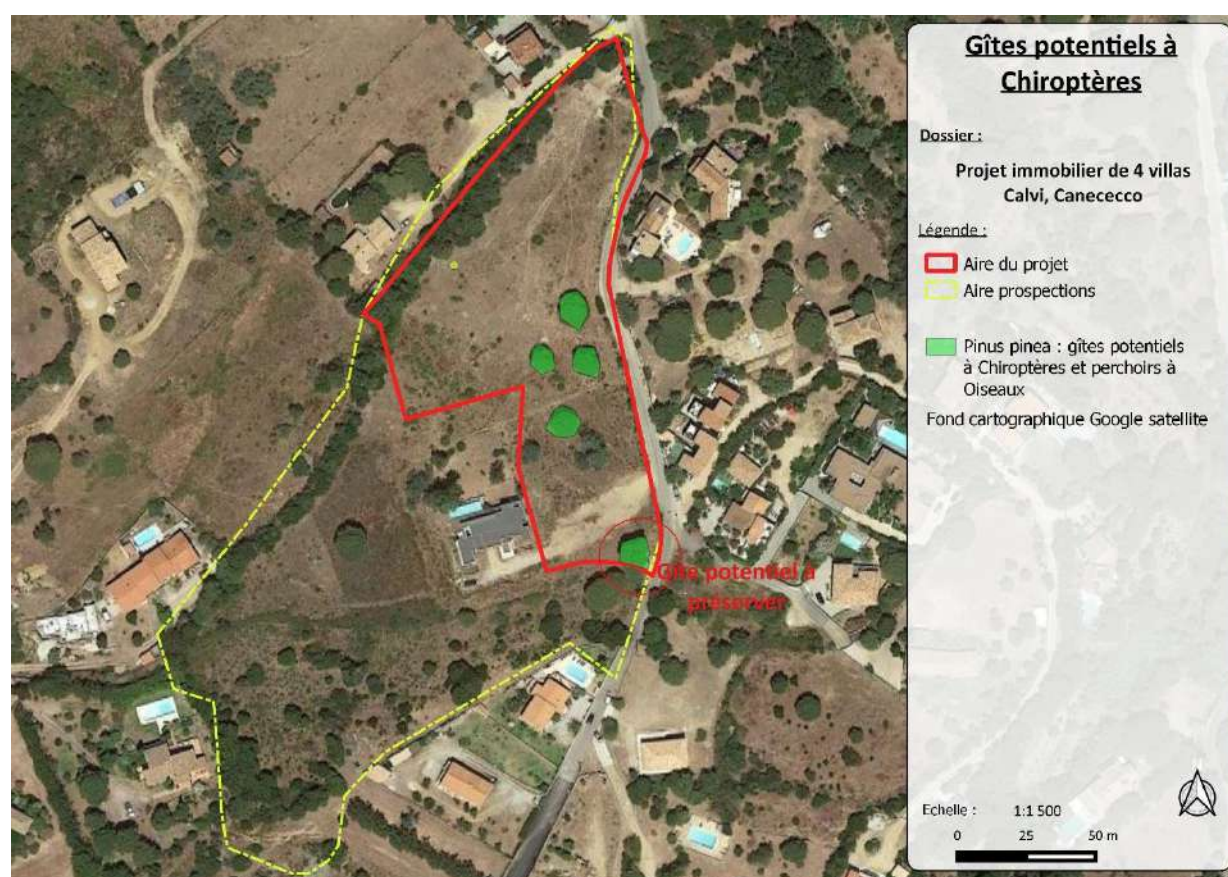 Gîtes potentiels à
Chiroptères
Dossier :
Projet immobilier de 4 villas
Calvi, Canececco
Légende :
Aire du projet
Aire prospections
Pinus pinea : gîtes potentiels
à Chiroptères et perchoirs à
Oiseaux
Fond cartographique Google satellite
Gîte potentiel à
préserver
Echelle :
1:1 500
0 25 50 m